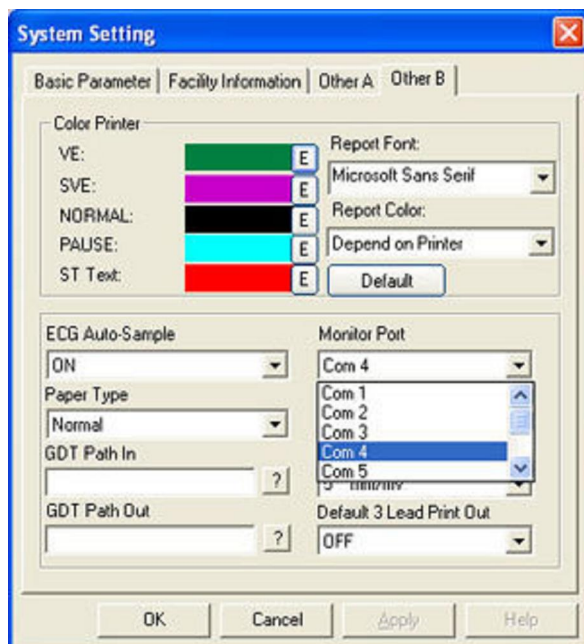 System Setting
Basic Parameter
Facility Information
Other A
Other B
Color Printer
VE:
E
SVE:
E
NORMAL:
E
PAUSE:
E
ST Text:
E
Report Font:
Microsoft Sans Serif
Report Color:
Depend on Printer
Default
ECG Auto-Sample
ON
Paper Type
Normal
GDT Path In
?
GDT Path Out
?
Monitor Port
Com 4
Com 1
Com 2
Com 3
Com 4
Com 5
Default 3 Lead Print Out
OFF
OK
Cancel
Apply
Help